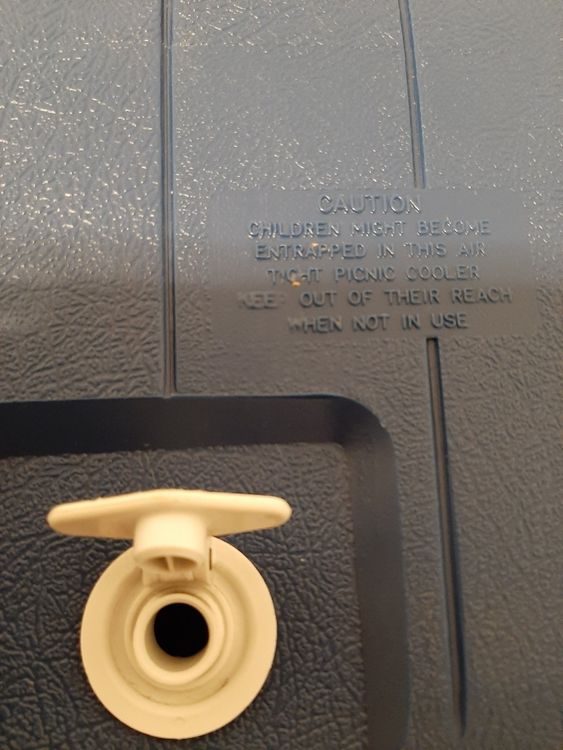 CAUTION
CHILDREN MIGHT BECOME
ENTRAPPED IN THIS AIR
TIGHT PICNIC COOLER
KEEP OUT OF THEIR REACH
WHEN NOT IN USE